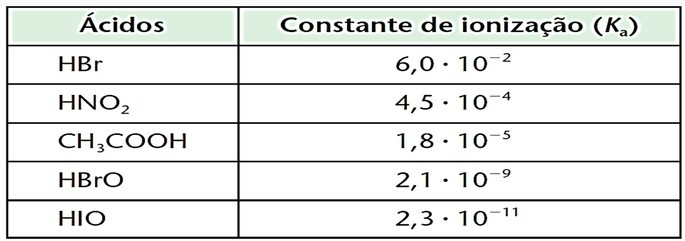 Ácidos Constante de ionização (Kₐ)
HBr 6,0 · 10⁻²
HNO₂ 4,5 · 10⁻⁴
CH₃COOH 1,8 · 10⁻⁵
HBrO 2,1 · 10⁻⁹
HIO 2,3 · 10⁻¹¹